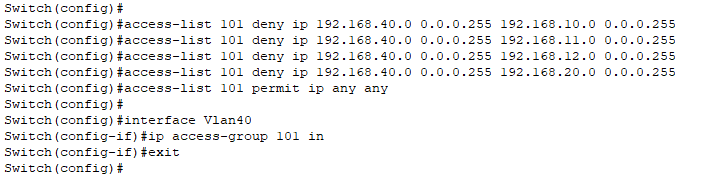 Switch(config)#
Switch(config)#access-list 101 deny ip 192.168.40.0 0.0.0.255 192.168.10.0 0.0.0.255
Switch(config)#access-list 101 deny ip 192.168.40.0 0.0.0.255 192.168.11.0 0.0.0.255
Switch(config)#access-list 101 deny ip 192.168.40.0 0.0.0.255 192.168.12.0 0.0.0.255
Switch(config)#access-list 101 deny ip 192.168.40.0 0.0.0.255 192.168.20.0 0.0.0.255
Switch(config)#access-list 101 permit ip any any
Switch(config)#
Switch(config)#interface Vlan40
Switch(config-if)#ip access-group 101 in
Switch(config-if)#exit
Switch(config)#